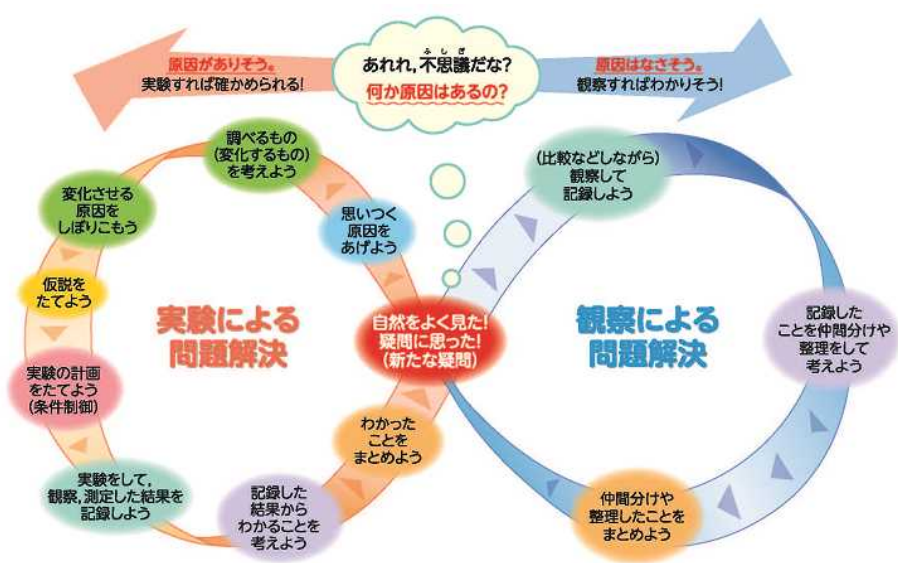 原因がありそう。
実験すれば確かめられる!
ふしぎ
あれれ,不思議だな?
何か原因はあるの?
原因はなさそう。
観察すればわかりそう!
自然をよく見た!
疑問に思った!
(新たな疑問)
実験による
問題解決
思いつく
原因を
あげよう
調べるもの
(変化するもの)
を考えよう
変化させる
原因を
しぼりこもう
仮説を
たてよう
実験の計画
をたてよう
(条件制御)
実験をして,
観察,測定した結果を
記録しよう
記録した
結果から
わかることを
考えよう
わかった
ことを
まとめよう
観察による
問題解決
(比較などしながら)
観察して
記録しよう
記録した
ことを仲間分けや
整理をして
考えよう
仲間分けや
整理したことを
まとめよう